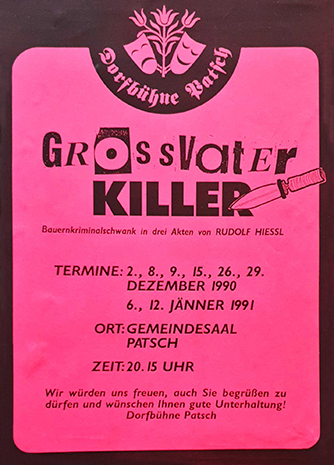 Dorfbühne Patsch
GROSSVATER
KILLER
Bauernkriminalschwank in drei Akten von RUDOLF HIESSL
TERMINE: 2., 8., 9., 15., 26., 29.
DEZEMBER 1990
6., 12. JÄNNER 1991
ORT: GEMEINDESAAL
PATSCH
ZEIT: 20.15 UHR
Wir würden uns freuen, auch Sie begrüßen zu
dürfen und wünschen Ihnen gute Unterhaltung!
Dorfbühne Patsch